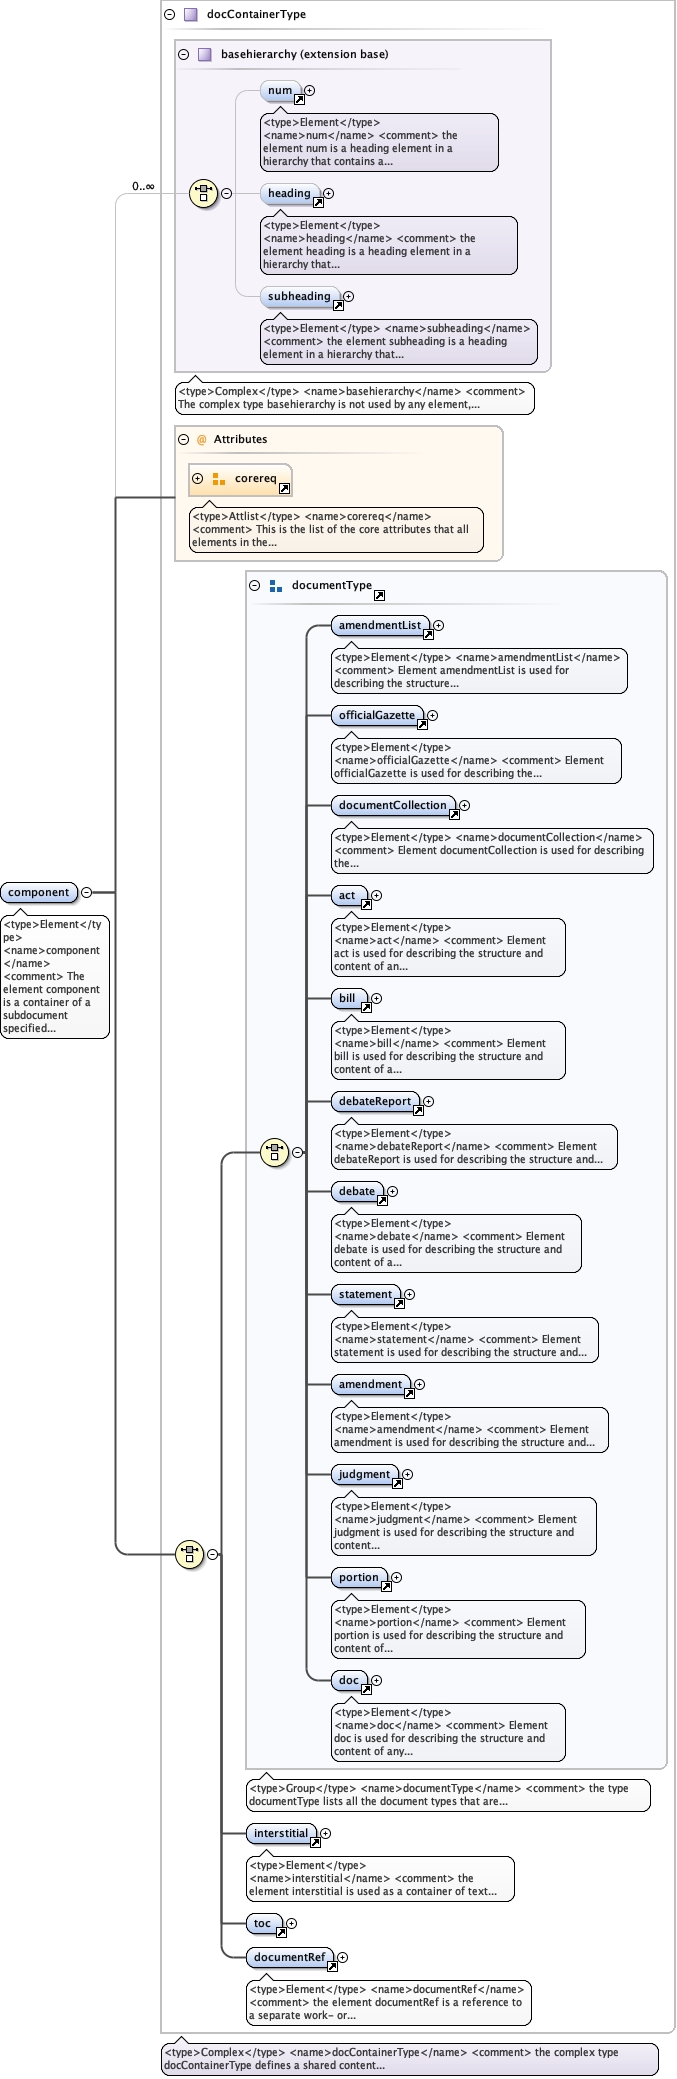 docContainerType
basehierarchy (extension base)
num
<type>Element</type>
<name>num</name> <comment> the
element num is a heading element in a
hierarchy that contains a...
0..∞
heading
<type>Element</type>
<name>heading</name> <comment> the
element heading is a heading element in a
hierarchy that...
subheading
<type>Element</type> <name>subheading</name>
<comment> the element subheading is a heading
element in a hierarchy that...
<type>Complex</type> <name>basehierarchy</name> <comment>
The complex type basehierarchy is not used by any element,...
@ Attributes
corereq
<type>Attlist</type> <name>corereq</name>
<comment> This is the list of the core attributes that all
elements in the...
documentType
amendmentList
<type>Element</type> <name>amendmentList</name>
<comment> Element amendmentList is used for
describing the structure...
officialGazette
<type>Element</type>
<name>officialGazette</name> <comment> Element
officialGazette is used for describing the...
documentCollection
<type>Element</type> <name>documentCollection</name>
<comment> Element documentCollection is used for describing
the...
component
<type>Element</ty
pe>
<name>component
</name>
<comment> The
element component
is a container of a
subdocument
specified...
act
<type>Element</type>
<name>act</name> <comment> Element
act is used for describing the structure and
content of an...
bill
<type>Element</type>
<name>bill</name> <comment> Element
bill is used for describing the structure and
content of a...
debateReport
<type>Element</type>
<name>debateReport</name> <comment> Element
debateReport is used for describing the structure and...
debate
<type>Element</type>
<name>debate</name> <comment> Element
debate is used for describing the structure and
content of a...
statement
<type>Element</type>
<name>statement</name> <comment> Element
statement is used for describing the structure and...
amendment
<type>Element</type>
<name>amendment</name> <comment> Element
amendment is used for describing the structure and...
judgment
<type>Element</type>
<name>judgment</name> <comment> Element
judgment is used for describing the structure and
content...
portion
<type>Element</type>
<name>portion</name> <comment> Element
portion is used for describing the structure and
content of...
doc
<type>Element</type>
<name>doc</name> <comment> Element
doc is used for describing the structure and
content of any...
<type>Group</type> <name>documentType</name> <comment> the type
documentType lists all the document types that are...
interstitial
<type>Element</type>
<name>interstitial</name> <comment> the
element interstitial is used as a container of text...
toc
documentRef
<type>Element</type> <name>documentRef</name>
<comment> the element documentRef is a reference to
a separate work- or...
<type>Complex</type> <name>docContainerType</name> <comment> the complex type
docContainerType defines a shared content...